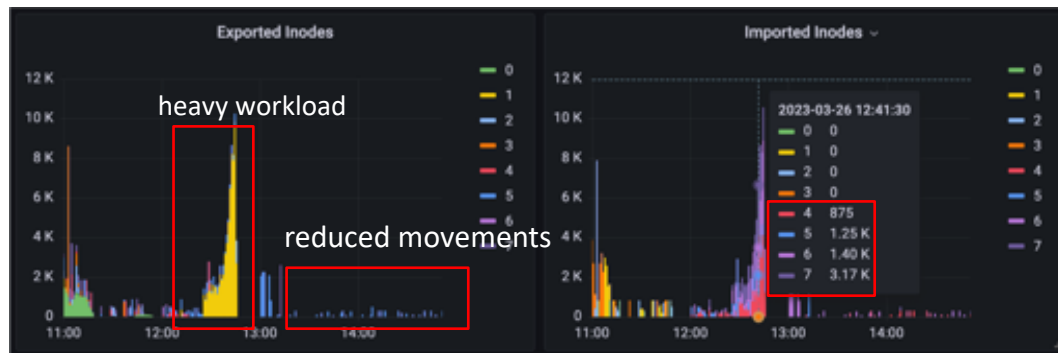 Exported Inodes
12 K
10 K
8 K
6 K
4 K
2 K
0
11:00
12:00
13:00
14:00
heavy workload
reduced movements
0
1
2
3
4
5
6
7
Imported Inodes
12 K
10 K
8 K
6 K
4 K
2 K
0
11:00
12:00
13:00
14:00
2023-03-26 12:41:30
0 0
1 0
2 0
3 0
4 875
5 1.25 K
6 1.40 K
7 3.17 K
0
1
2
3
4
5
6
7